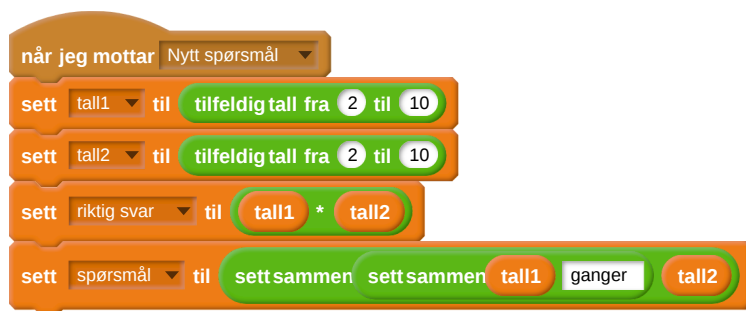 når jeg mottar Nytt spørsmål
sett tall1 til tilfeldig tall fra 2 til 10
sett tall2 til tilfeldig tall fra 2 til 10
sett riktig svar til tall1 * tall2
sett spørsmål til sett sammen sett sammen tall1 ganger tall2